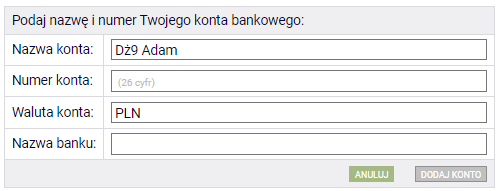 Podaj nazwę i numer Twojego konta bankowego:
Nazwa konta: Dż9 Adam
Numer konta: (26 cyfr)
Waluta konta: PLN
Nazwa banku:
ANULUJ DODAJ KONTO